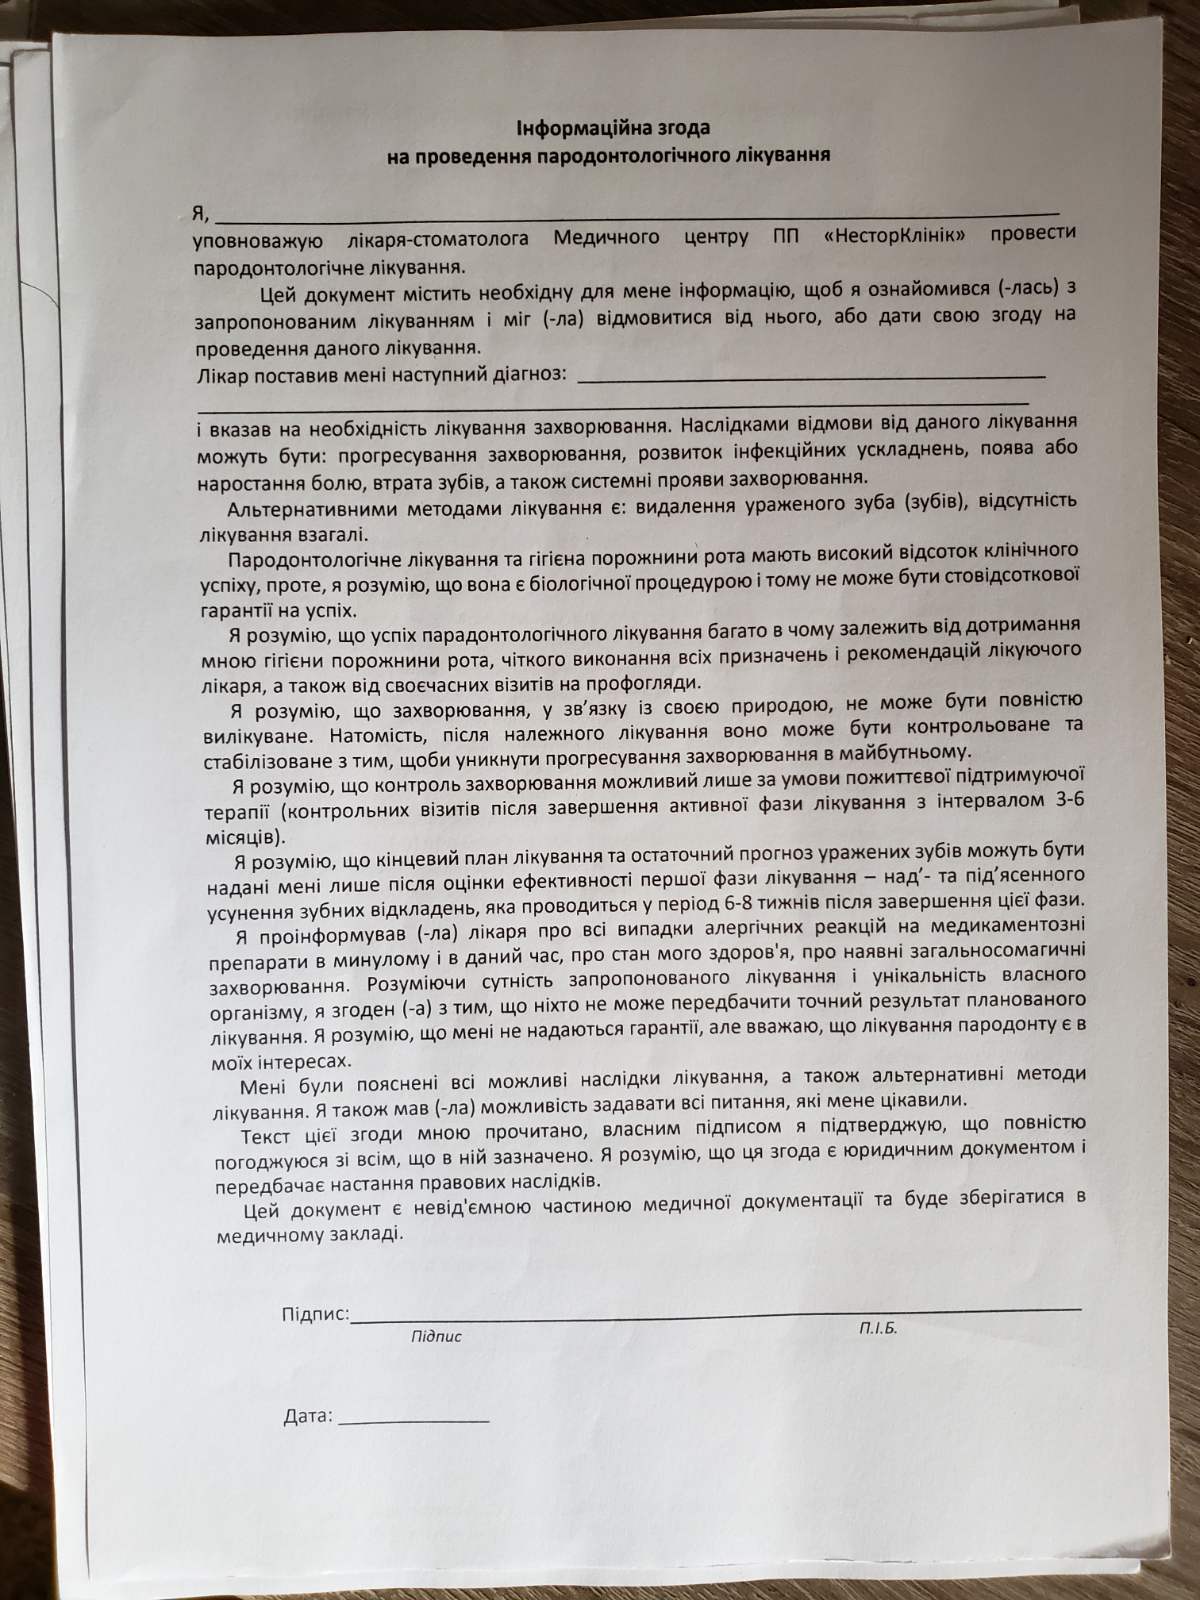 Інформаційна згода
на проведення пародонтологічного лікування
Я, ___
уповноважую лікаря-стоматолога Медичного центру ПП «НесторКлінік» провести
пародонтологічне лікування.
Цей документ містить необхідну для мене інформацію, щоб я ознайомився (-лась) з
запропонованим лікуванням і міг (-ла) відмовитися від нього, або дати свою згоду на
проведення даного лікування.
Лікар поставив мені наступний діагноз: ___
і вказав на необхідність лікування захворювання. Наслідками відмови від даного лікування
можуть бути: прогресування захворювання, розвиток інфекційних ускладнень, поява або
наростання болю, втрата зубів, а також системні прояви захворювання.
Альтернативними методами лікування є: видалення ураженого зуба (зубів), відсутність
лікування взагалі.
Пародонтологічне лікування та гігієна порожнини рота мають високий відсоток клінічного
успіху, проте, я розумію, що вона є біологічної процедурою і тому не може бути стовідсоткової
гарантії на успіх.
Я розумію, що успіх парадонтологічного лікування багато в чому залежить від дотримання
мною гігієни порожнини рота, чіткого виконання всіх призначень і рекомендацій лікуючого
лікаря, а також від своєчасних візитів на профогляди.
Я розумію, що захворювання, у зв’язку із своєю природою, не може бути повністю
вилікуване. Натомість, після належного лікування воно може бути контрольоване та
стабілізоване з тим, щоби уникнути прогресування захворювання в майбутньому.
Я розумію, що контроль захворювання можливий лише за умови пожиттєвої підтримуючої
терапії (контрольних візитів після завершення активної фази лікування з інтервалом 3-6
місяців).
Я розумію, що кінцевий план лікування та остаточний прогноз уражених зубів можуть бути
надані мені лише після оцінки ефективності першої фази лікування – над’- та під’ясенного
усунення зубних відкладень, яка проводиться у період 6-8 тижнів після завершення цієї фази.
Я проінформував (-ла) лікаря про всі випадки алергічних реакцій на медикаментозні
препарати в минулому і в даний час, про стан мого здоров'я, про наявні загальносомагичні
захворювання. Розуміючи сутність запропонованого лікування і унікальність власного
організму, я згоден (-а) з тим, що ніхто не може передбачити точний результат планованого
лікування. Я розумію, що мені не надаються гарантії, але вважаю, що лікування пародонту є в
моїх інтересах.
Мені були пояснені всі можливі наслідки лікування, а також альтернативні методи
лікування. Я також мав (-ла) можливість задавати всі питання, які мене цікавили.
Текст цієї згоди мною прочитано, власним підписом я підтверджую, що повністю
погоджуюся зі всім, що в ній зазначено. Я розумію, що ця згода є юридичним документом і
передбачає настання правових наслідків.
Цей документ є невід'ємною частиною медичної документації та буде зберігатися в
медичному закладі.
Підпис: ___
Підпис П.І.Б.
Дата: ___